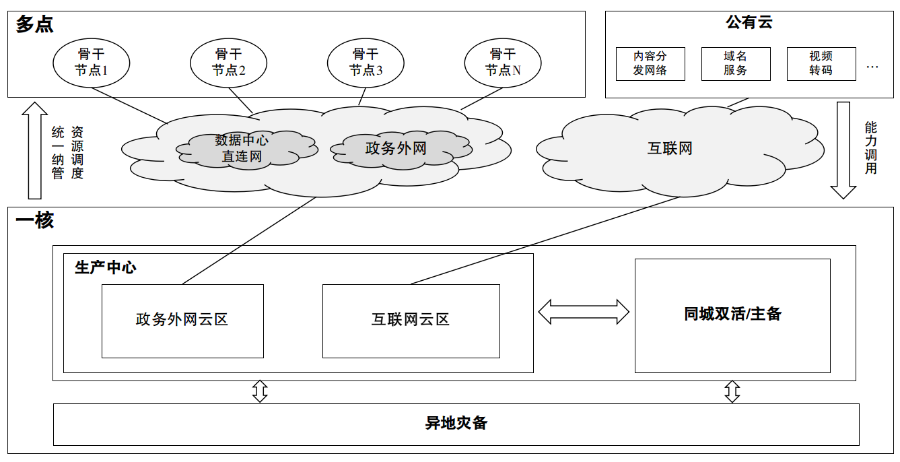 多点
骨干
节点1
骨干
节点2
骨干
节点3
骨干
节点N
公有云
内容分
发网络
域名
服务
视频
转码
…
统一纳管
资源调度
数据中心
直连网
政务外网
互联网
能力调用
一核
生产中心
政务外网云区
互联网云区
同城双活/主备
异地灾备